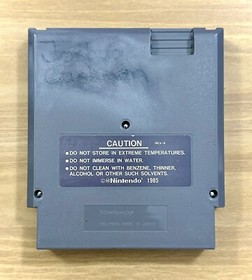 CAUTION
• DO NOT STORE IN EXTREME TEMPERATURES.
• DO NOT IMMERSE IN WATER.
• DO NOT CLEAN WITH BENZENE, THINNER,
ALCOHOL OR OTHER SUCH SOLVENTS.
©®Nintendo 1985